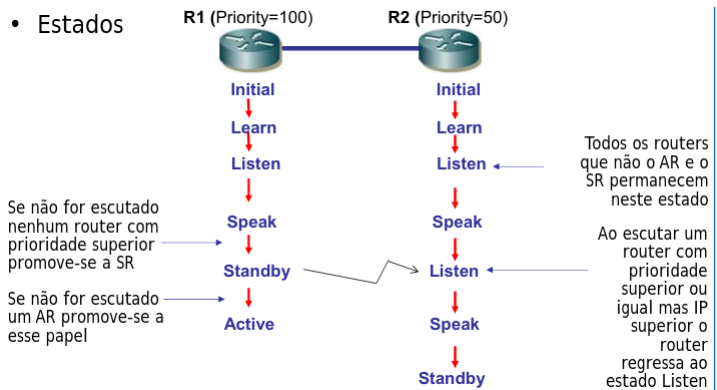 • Estados
R1 (Priority=100)
R2 (Priority=50)
Initial
Learn
Listen
Speak
Standby
Active
Initial
Learn
Listen
Speak
Listen
Speak
Standby
Se não for escutado
nenhum router com
prioridade superior
promove-se a SR
Se não for escutado
um AR promove-se a
esse papel
Todos os routers
que não o AR e o
SR permanecem
neste estado
Ao escutar um
router com
prioridade
superior ou
igual mas IP
superior o
router
regressa ao
estado Listen